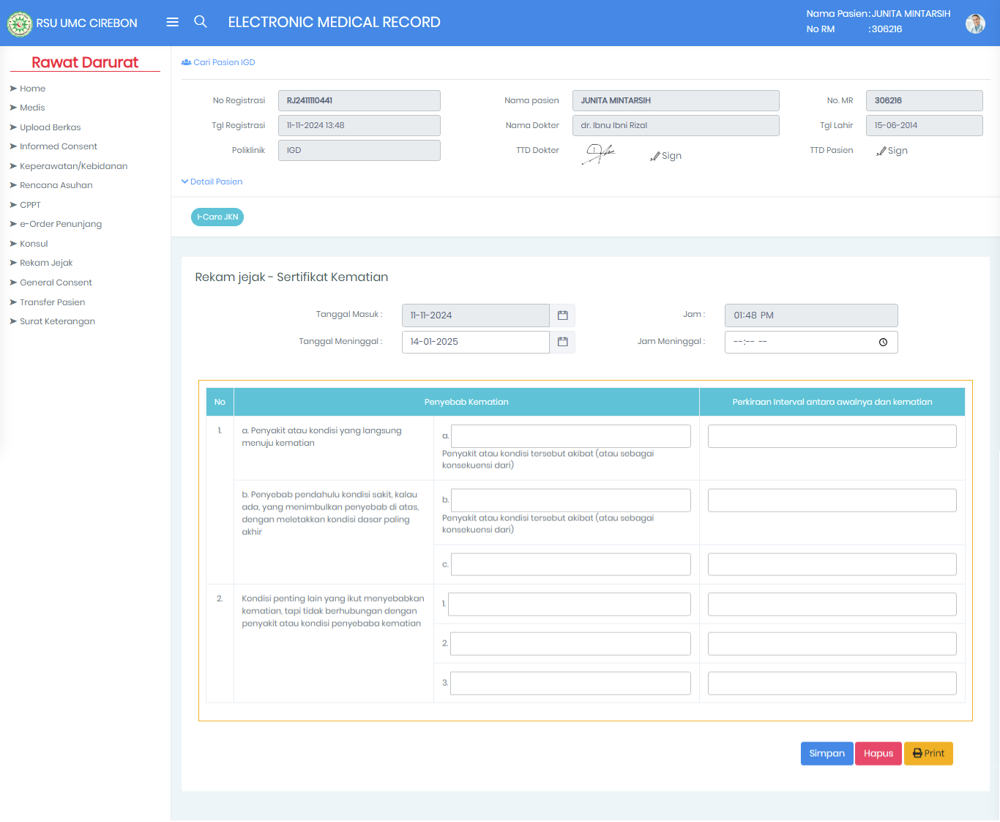 RSU UMC CIREBON
ELECTRONIC MEDICAL RECORD
Nama Pasien : JUNITA MINTARSIH
No RM : 306216
Rawat Darurat
Home
Medis
Upload Berkas
Informed Consent
Keperawatan/Kebidanan
Rencana Asuhan
CPPT
e-Order Penunjang
Konsul
Rekam Jejak
General Consent
Transfer Pasien
Surat Keterangan
Cari Pasien IGD
No Registrasi RJ2411110441 Nama pasien JUNITA MINTARSIH No. MR 306216
Tgl Registrasi 11-11-2024 13:48 Nama Dokter dr. Ibnu Ibni Rizal Tgl Lahir 15-06-2014
Poliklinik IGD TTD Dokter Sign TTD Pasien Sign
Detail Pasien
I-Care JKN
Rekam jejak - Sertifikat Kematian
Tanggal Masuk : 11-11-2024 Jam : 01:48 PM
Tanggal Meninggal : 14-01-2025 Jam Meninggal : --:-- --
No Penyebab Kematian Perkiraan Interval antara awalnya dan kematian
1. a. Penyakit atau kondisi yang langsung
menuju kematian
a.
Penyakit atau kondisi tersebut akibat (atau sebagai
konsekuensi dari)
b. Penyebab pendahulu kondisi sakit, kalau
ada, yang menimbulkan penyebab di atas,
dengan meletakkan kondisi dasar paling
akhir
b.
Penyakit atau kondisi tersebut akibat (atau sebagai
konsekuensi dari)
c.
2. Kondisi penting lain yang ikut menyebabkan
kematian, tapi tidak berhubungan dengan
penyakit atau kondisi penyebaba kematian
1.
2.
3.
Simpan Hapus Print